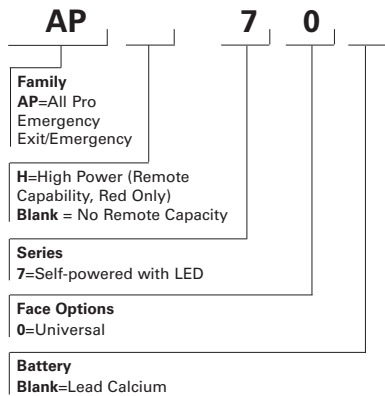 AP 7 0
Family
AP=All Pro
Emergency
Exit/Emergency
H=High Power (Remote
Capability, Red Only)
Blank = No Remote Capacity
Series
7=Self-powered with LED
Face Options
0=Universal
Battery
Blank=Lead Calcium